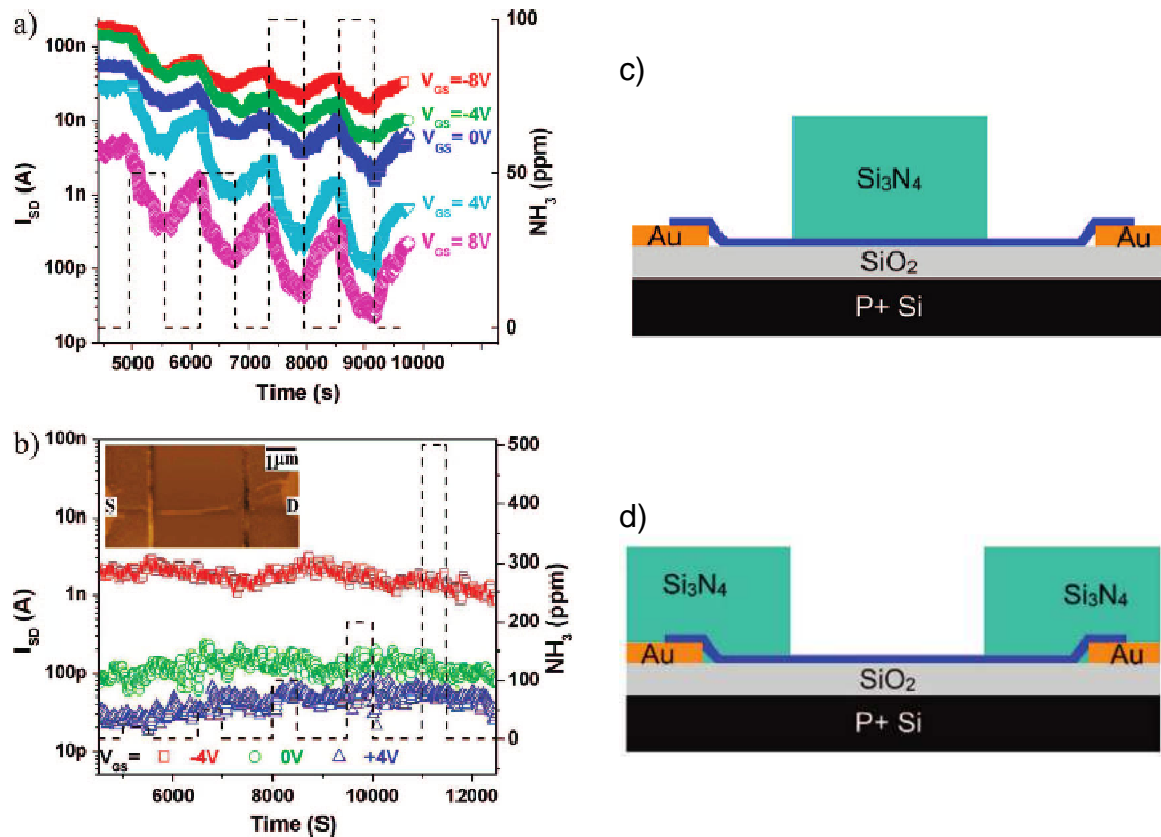 a)
100n
10n
1n
100p
10p
I_SD (A)
100
50
0
NH₃ (ppm)
V_GS=-8V
V_GS=-4V
V_GS=0V
V_GS=4V
V_GS=8V
5000 6000 7000 8000 9000 10000
Time (s)
b)
100n
10n
1n
100p
10p
I_SD (A)
500
400
300
200
100
0
NH₃ (ppm)
1μm
S D
V_GS= -4V 0V +4V
6000 8000 10000 12000
Time (S)
c)
Si₃N₄
Au Au
SiO₂
P+ Si
d)
Si₃N₄ Si₃N₄
Au Au
SiO₂
P+ Si